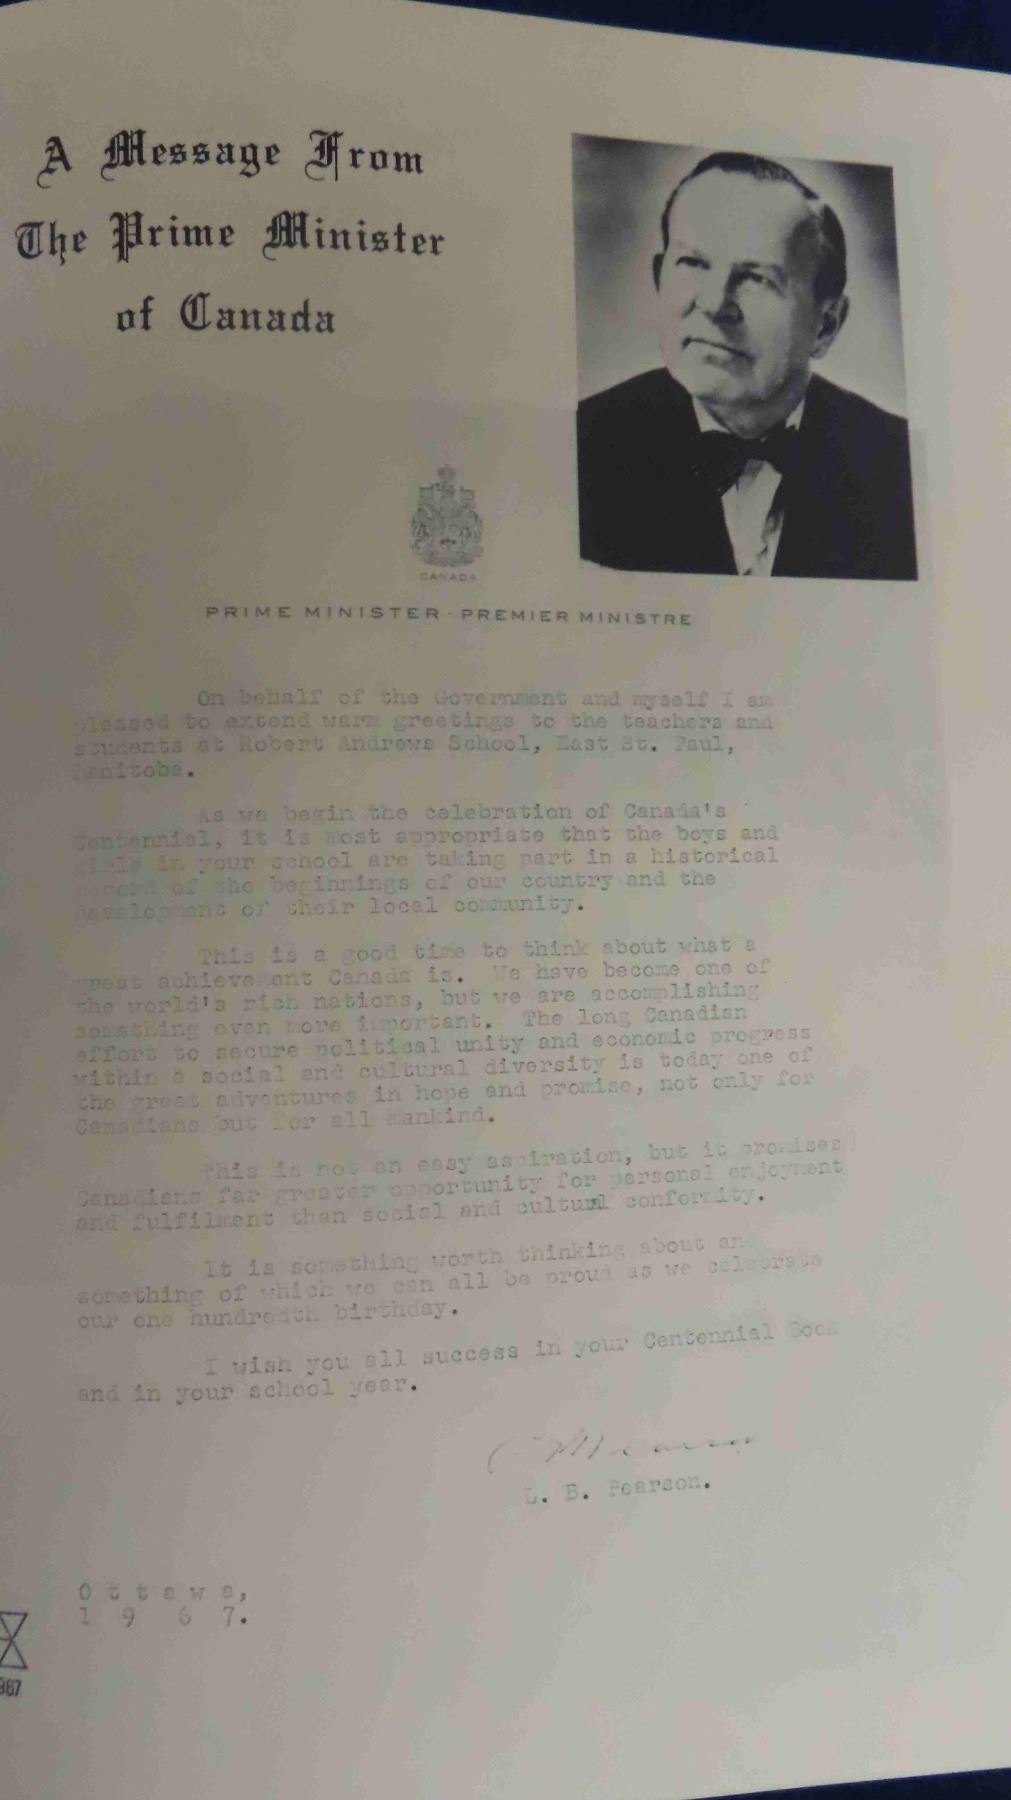 A Message From
The Prime Minister
of Canada
CANADA
PRIME MINISTER · PREMIER MINISTRE
On behalf of the Government and myself I am
pleased to extend warm greetings to the teachers and
students at Robert Andrews School, East St. Paul,
Manitoba.
As we begin the celebration of Canada's
Centennial, it is most appropriate that the boys and
girls in your school are taking part in a historical
record of the beginnings of our country and the
development of their local community.
This is a good time to think about what a
great achievement Canada is. We have become one of
the world's rich nations, but we are accomplishing
something even more important. The long Canadian
effort to secure political unity and economic progress
within a social and cultural diversity is today one of
the great adventures in hope and promise, not only for
Canadians but for all mankind.
This is not an easy aspiration, but it promises
Canadians far greater opportunity for personal enjoyment
and fulfilment than social and cultural conformity.
It is something worth thinking about and
something of which we can all be proud as we celebrate
our one hundredth birthday.
I wish you all success in your Centennial Book
and in your school year.
L. B. Pearson.
Ottawa,
1967.
967